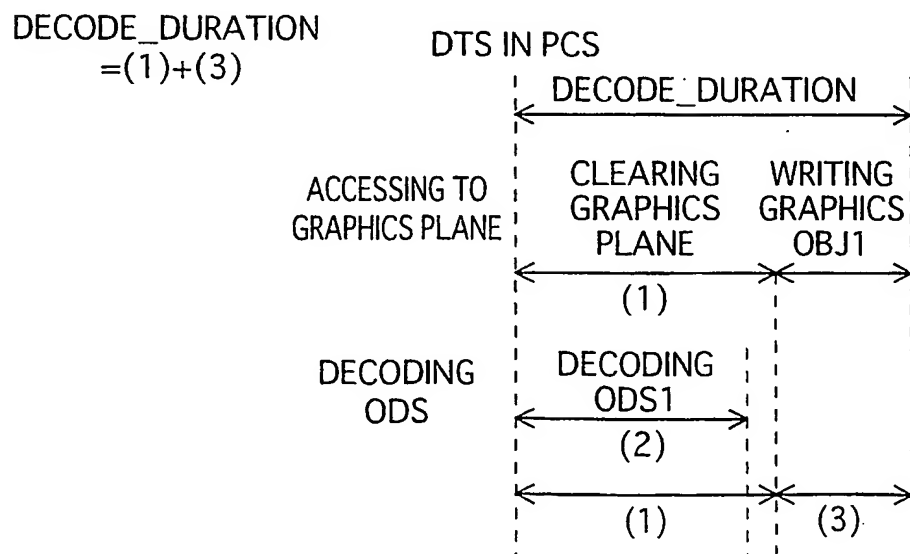 DECODE_DURATION
=(1)+(3)
DTS IN PCS
DECODE_DURATION
ACCESSING TO
GRAPHICS PLANE
CLEARING
GRAPHICS
PLANE
WRITING
GRAPHICS
OBJ1
(1)
DECODING
ODS
DECODING
ODS1
(2)
(1)
(3)